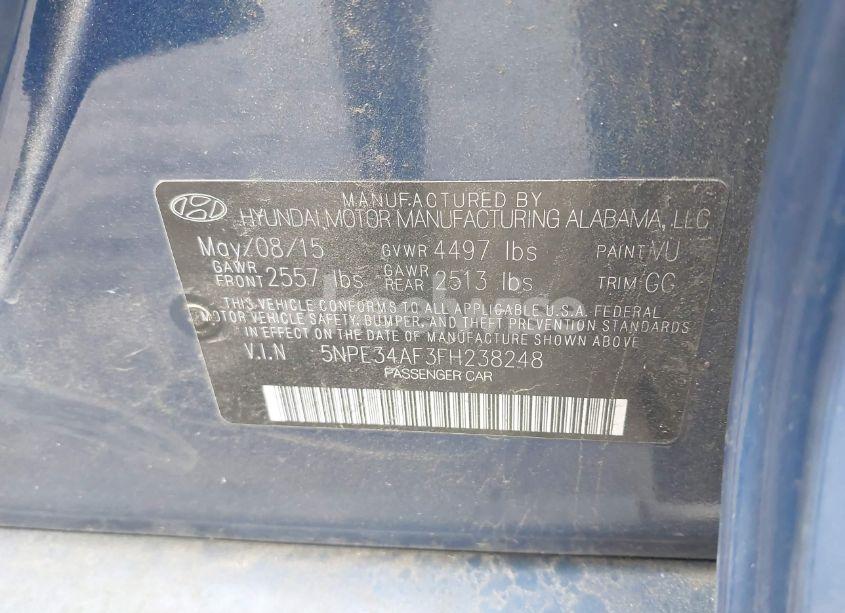 MANUFACTURED BY
HYUNDAI MOTOR MANUFACTURING ALABAMA, LLC
May/08/15 GVWR 4497 lbs PAINT VU
GAWR FRONT 2557 lbs GAWR REAR 2513 lbs TRIM GG
THIS VEHICLE CONFORMS TO ALL APPLICABLE U.S.A. FEDERAL
MOTOR VEHICLE SAFETY, BUMPER, AND THEFT PREVENTION STANDARDS
IN EFFECT ON THE DATE OF MANUFACTURE SHOWN ABOVE
V.I.N 5NPE34AF3FH238248
PASSENGER CAR